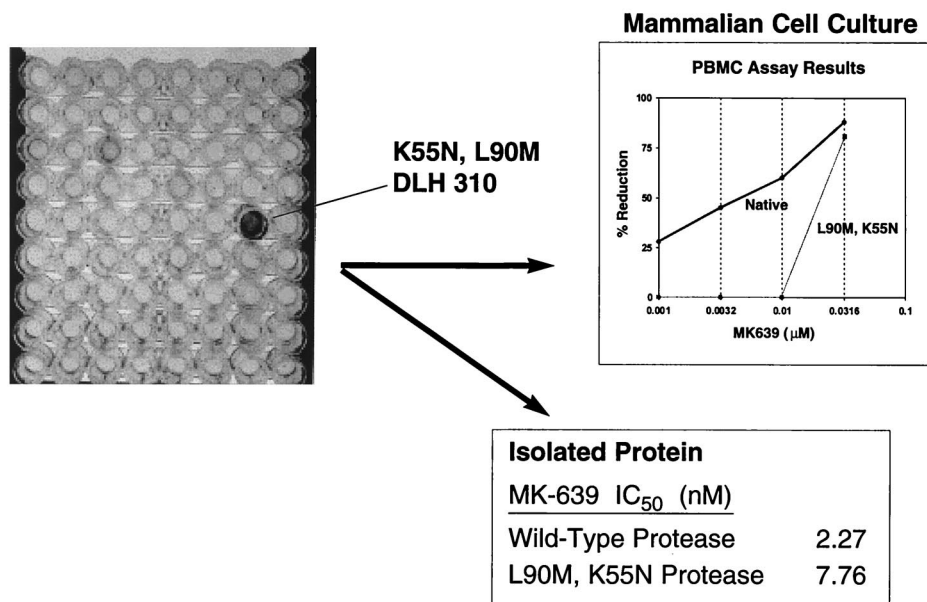 Mammalian Cell Culture
PBMC Assay Results
K55N, L90M
DLH 310
% Reduction
100
75
50
25
0
Native
L90M, K55N
0.001
0.0032
0.01
0.0316
0.1
MK639 (μM)
Isolated Protein
MK-639 IC50 (nM)
Wild-Type Protease 2.27
L90M, K55N Protease 7.76